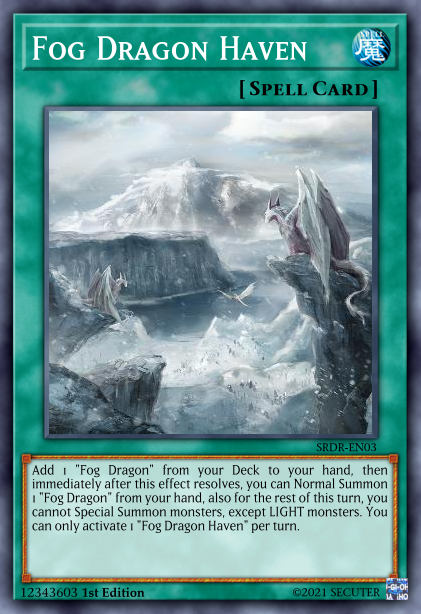 Fog Dragon Haven
魔
[ Spell Card ]
SRDR-EN03
Add 1 "Fog Dragon" from your Deck to your hand, then
immediately after this effect resolves, you can Normal Summon
1 "Fog Dragon" from your hand, also for the rest of this turn, you
cannot Special Summon monsters, except LIGHT monsters. You
can only activate 1 "Fog Dragon Haven" per turn.
12343603 1st Edition
©2021 SECUTER